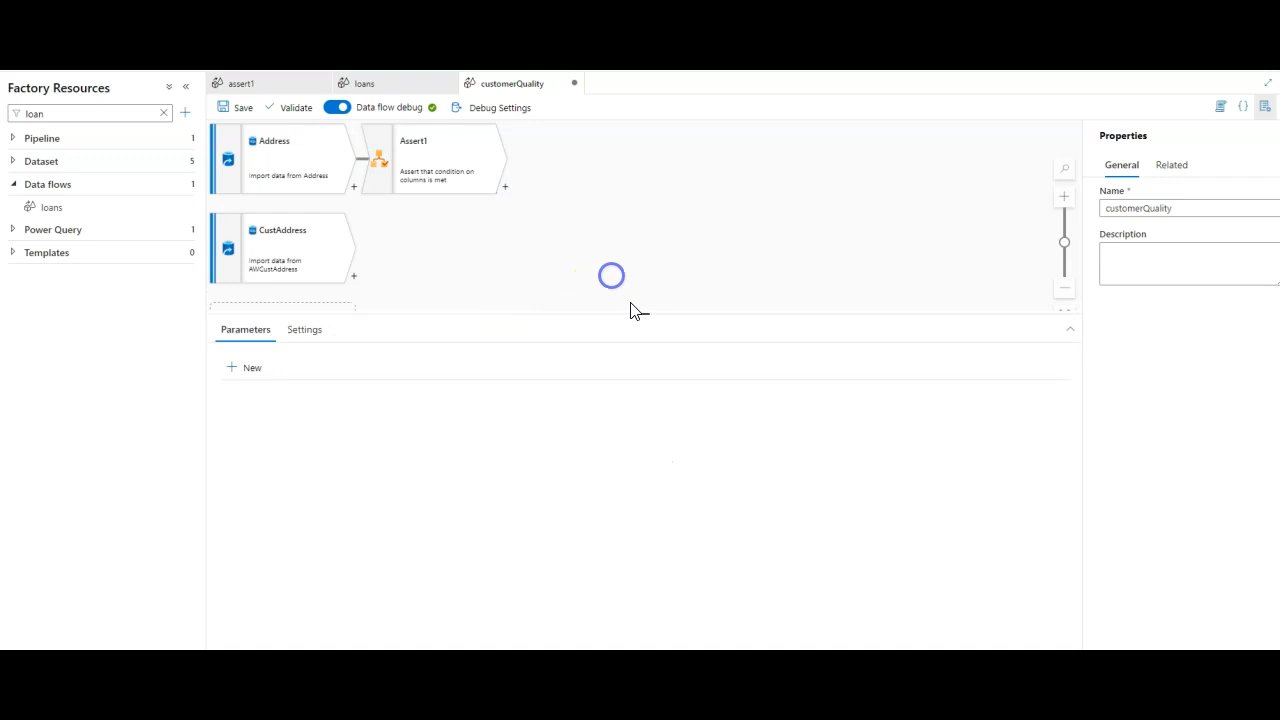 Factory Resources
assert1
loans
customerQuality
loan
Save
Validate
Data flow debug
Debug Settings
{}
Pipeline 1
Dataset 5
Data flows 1
loans
Power Query 1
Templates 0
Address
Import data from Address
+
Assert1
Assert that condition on
columns is met
+
CustAddress
Import data from
AWCustAddress
+
Parameters
Settings
+ New
Properties
General
Related
Name *
customerQuality
Description